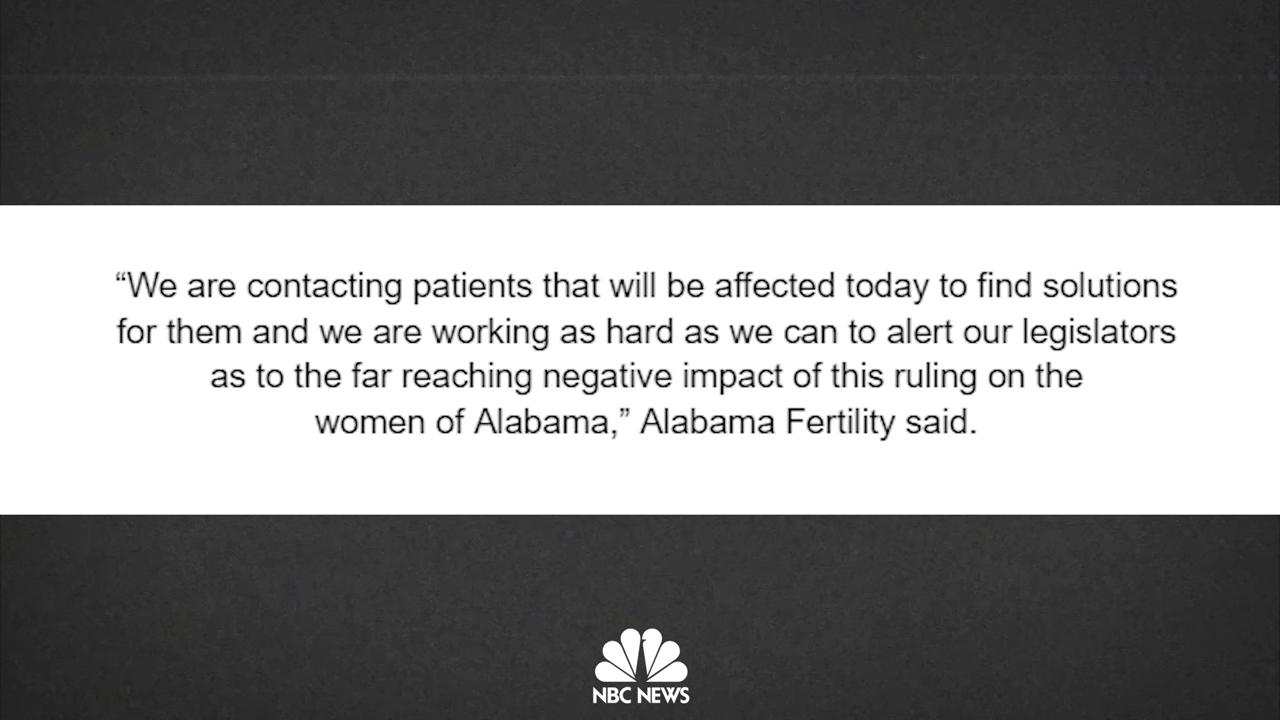 “We are contacting patients that will be affected today to find solutions
for them and we are working as hard as we can to alert our legislators
as to the far reaching negative impact of this ruling on the
women of Alabama,” Alabama Fertility said.
NBC NEWS